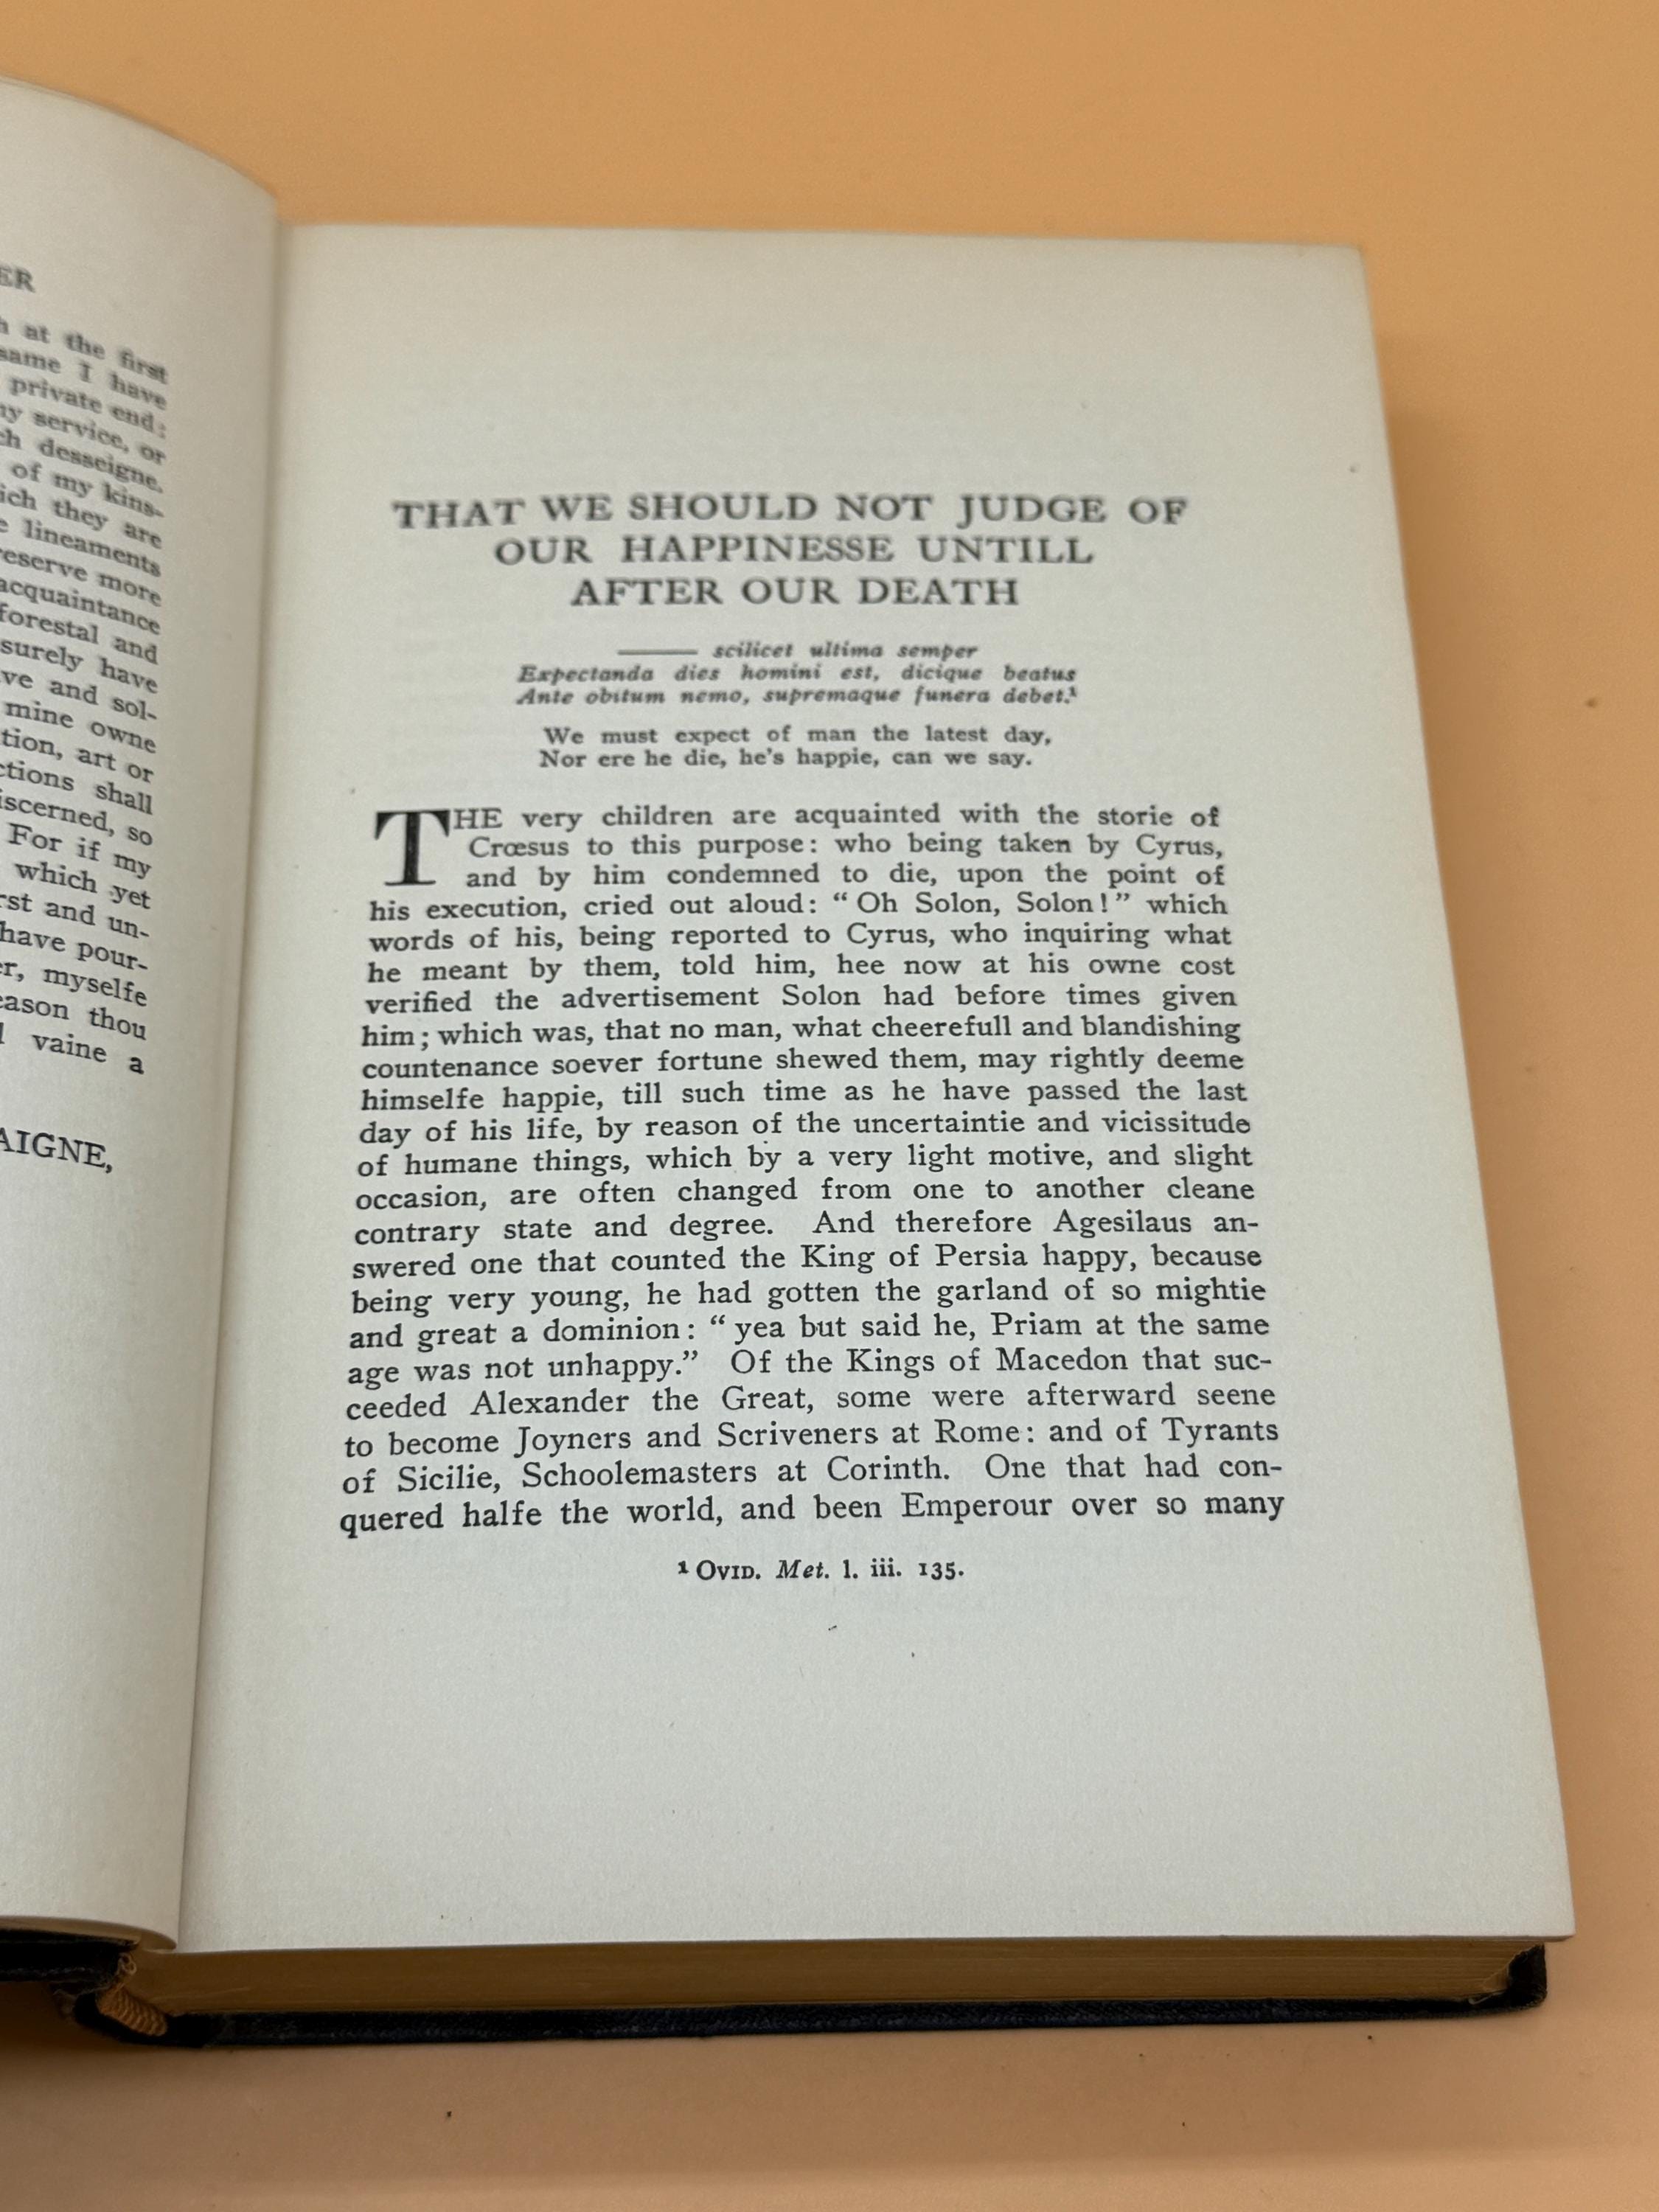 ER
at the first
same I have
private end:
service, or
desseigne.
of my kins-
they are
lineaments
more
acquaintance
forestal and
surely have
and sol-
mine owne
art or
shall
so
For if my
which yet
and un-
have pour-
myselfe
thou
vaine a
AIGNE,
THAT WE SHOULD NOT JUDGE OF
OUR HAPPINESSE UNTILL
AFTER OUR DEATH
——— scilicet ultima semper
Expectanda dies homini est, dicique beatus
Ante obitum nemo, supremaque funera debet.¹
We must expect of man the latest day,
Nor ere he die, he's happie, can we say.
THE very children are acquainted with the storie of
Crœsus to this purpose: who being taken by Cyrus,
and by him condemned to die, upon the point of
his execution, cried out aloud: “Oh Solon, Solon!” which
words of his, being reported to Cyrus, who inquiring what
he meant by them, told him, hee now at his owne cost
verified the advertisement Solon had before times given
him; which was, that no man, what cheerefull and blandishing
countenance soever fortune shewed them, may rightly deeme
himselfe happie, till such time as he have passed the last
day of his life, by reason of the uncertaintie and vicissitude
of humane things, which by a very light motive, and slight
occasion, are often changed from one to another cleane
contrary state and degree. And therefore Agesilaus an-
swered one that counted the King of Persia happy, because
being very young, he had gotten the garland of so mightie
and great a dominion: “yea but said he, Priam at the same
age was not unhappy.” Of the Kings of Macedon that suc-
ceeded Alexander the Great, some were afterward seene
to become Joyners and Scriveners at Rome: and of Tyrants
of Sicilie, Schoolemasters at Corinth. One that had con-
quered halfe the world, and been Emperour over so many
¹ OVID. Met. l. iii. 135.